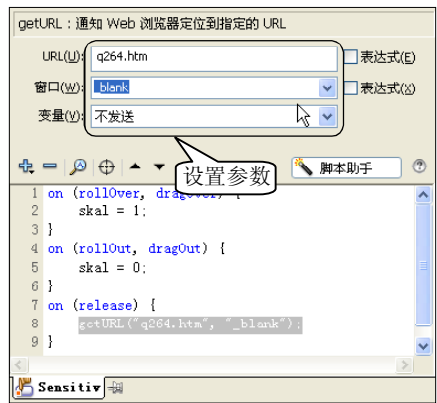 getURL：通知 Web 浏览器定位到指定的 URL
URL(U): q264.htm 表达式(E)
窗口(W): _blank 表达式(X)
变量(V): 不发送
设置参数
脚本助手
1 on (rollOver, dragOver) {
2 skal = 1;
3 }
4 on (rollOut, dragOut) {
5 skal = 0;
6 }
7 on (release) {
8 getURL("q264.htm", "_blank");
9 }
Sensitiv